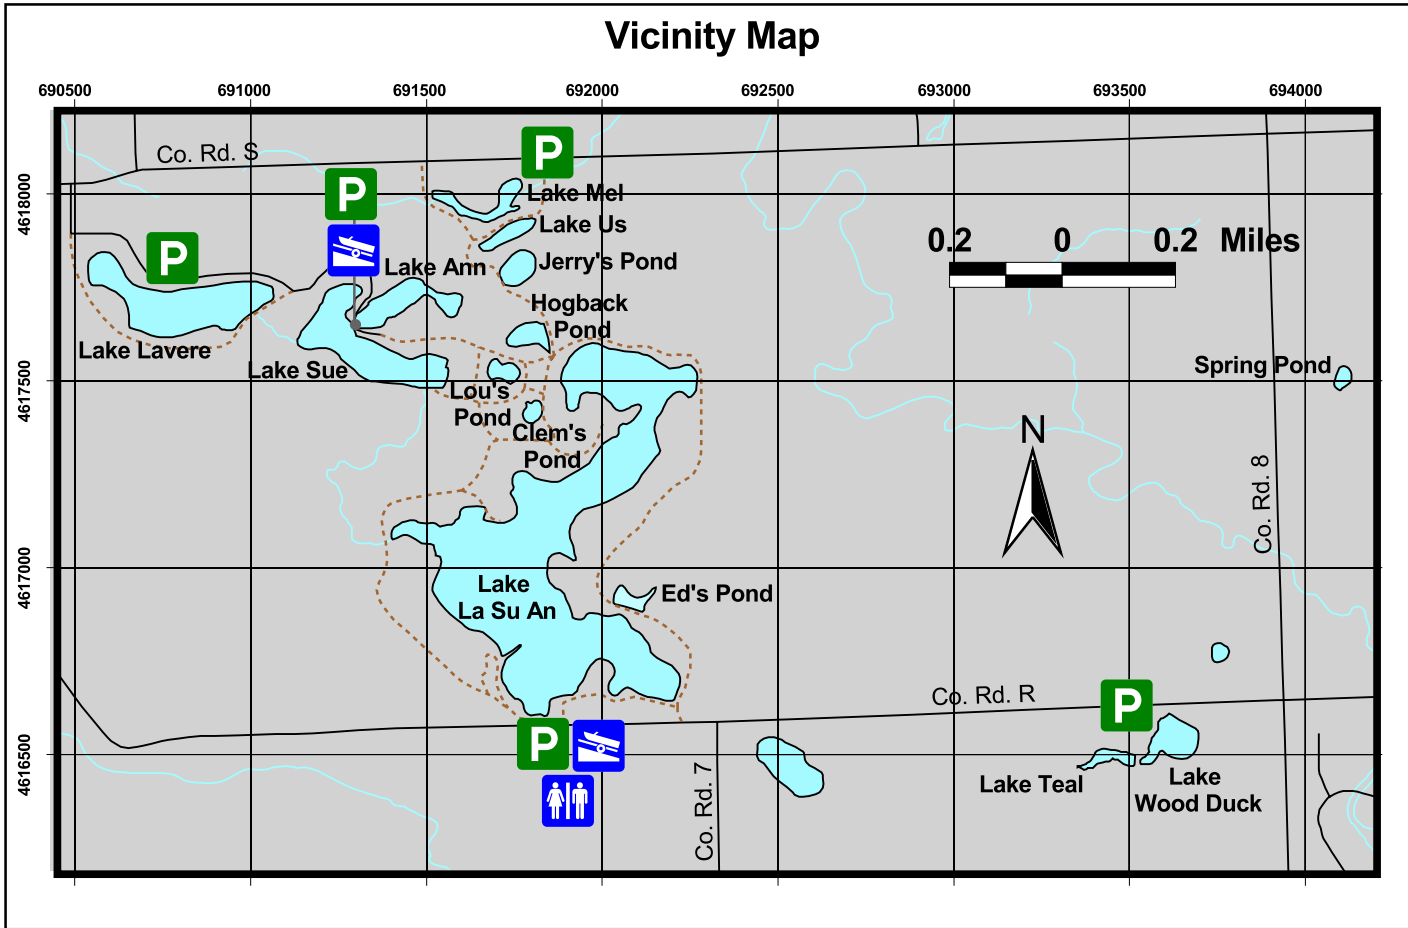 Vicinity Map
690500 691000 691500 692000 692500 693000 693500 694000
Co. Rd. S
P
P
Lake Mel
4618000
Lake Us
P
0.2 0 0.2 Miles
Jerry's Pond
Lake Ann
Hogback
Pond
Lake Lavere
Lake Sue
Spring Pond
4617500
Lou's
Pond
Clem's
Pond
N
Co. Rd. 8
4617000
Lake
La Su An
Ed's Pond
Co. Rd. R
P
P
4616500
Co. Rd. 7
Lake Teal
Lake
Wood Duck